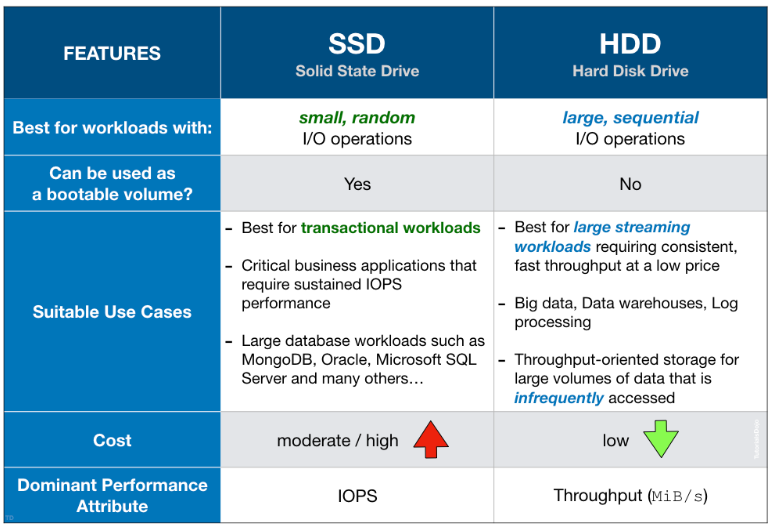 FEATURES
SSD
Solid State Drive
HDD
Hard Disk Drive
Best for workloads with:
small, random
I/O operations
large, sequential
I/O operations
Can be used as
a bootable volume?
Yes
No
Suitable Use Cases
– Best for transactional workloads
– Critical business applications that
require sustained IOPS
performance
– Large database workloads such as
MongoDB, Oracle, Microsoft SQL
Server and many others…
– Best for large streaming
workloads requiring consistent,
fast throughput at a low price
– Big data, Data warehouses, Log
processing
– Throughput-oriented storage for
large volumes of data that is
infrequently accessed
Cost
moderate / high
low
Dominant Performance
Attribute
IOPS
Throughput (MiB/s)
TD